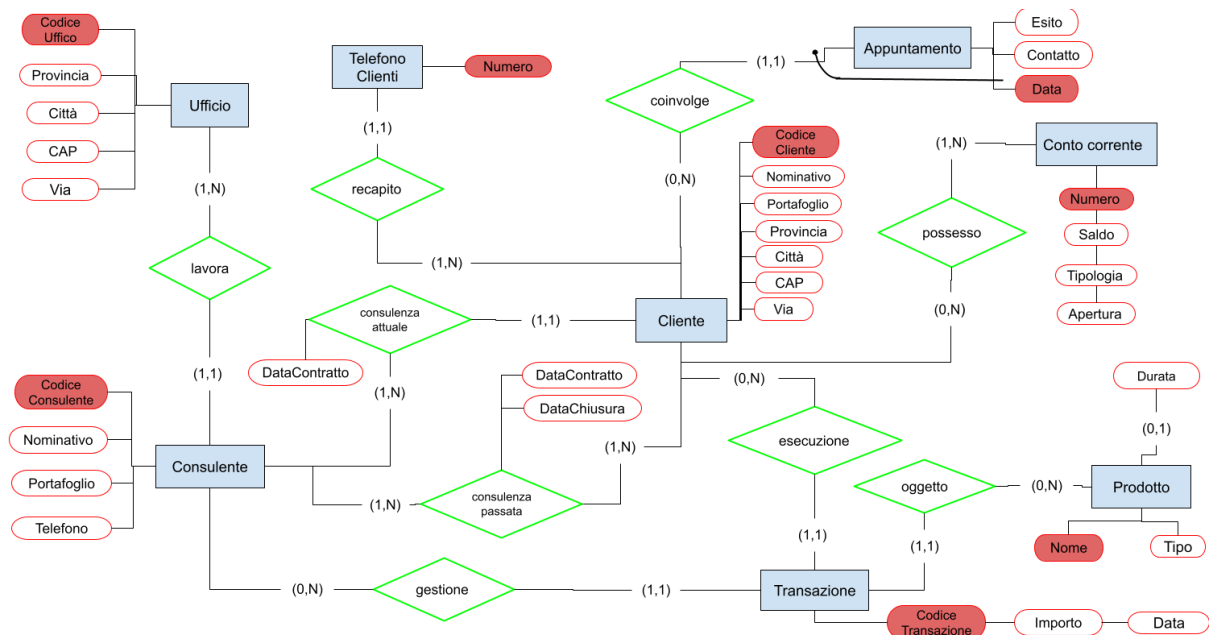 Codice
Uffico
Provincia
Città
CAP
Via
Ufficio
(1,N)
lavora
(1,1)
Telefono
Clienti
Numero
(1,1)
recapito
(1,N)
coinvolge
(1,1)
(0,N)
Appuntamento
Esito
Contatto
Data
Codice
Cliente
Nominativo
Portafoglio
Provincia
Città
CAP
Via
Cliente
(1,N)
Conto corrente
possesso
(0,N)
Numero
Saldo
Tipologia
Apertura
consulenza
attuale
(1,1)
DataContratto
(1,N)
DataContratto
DataChiusura
(1,N)
consulenza
passata
(1,N)
Codice
Consulente
Nominativo
Portafoglio
Telefono
Consulente
(0,N)
gestione
(1,1)
(0,N)
esecuzione
(1,1)
oggetto
(0,N)
(1,1)
Durata
(0,1)
Prodotto
Nome
Tipo
Transazione
Codice
Transazione
Importo
Data